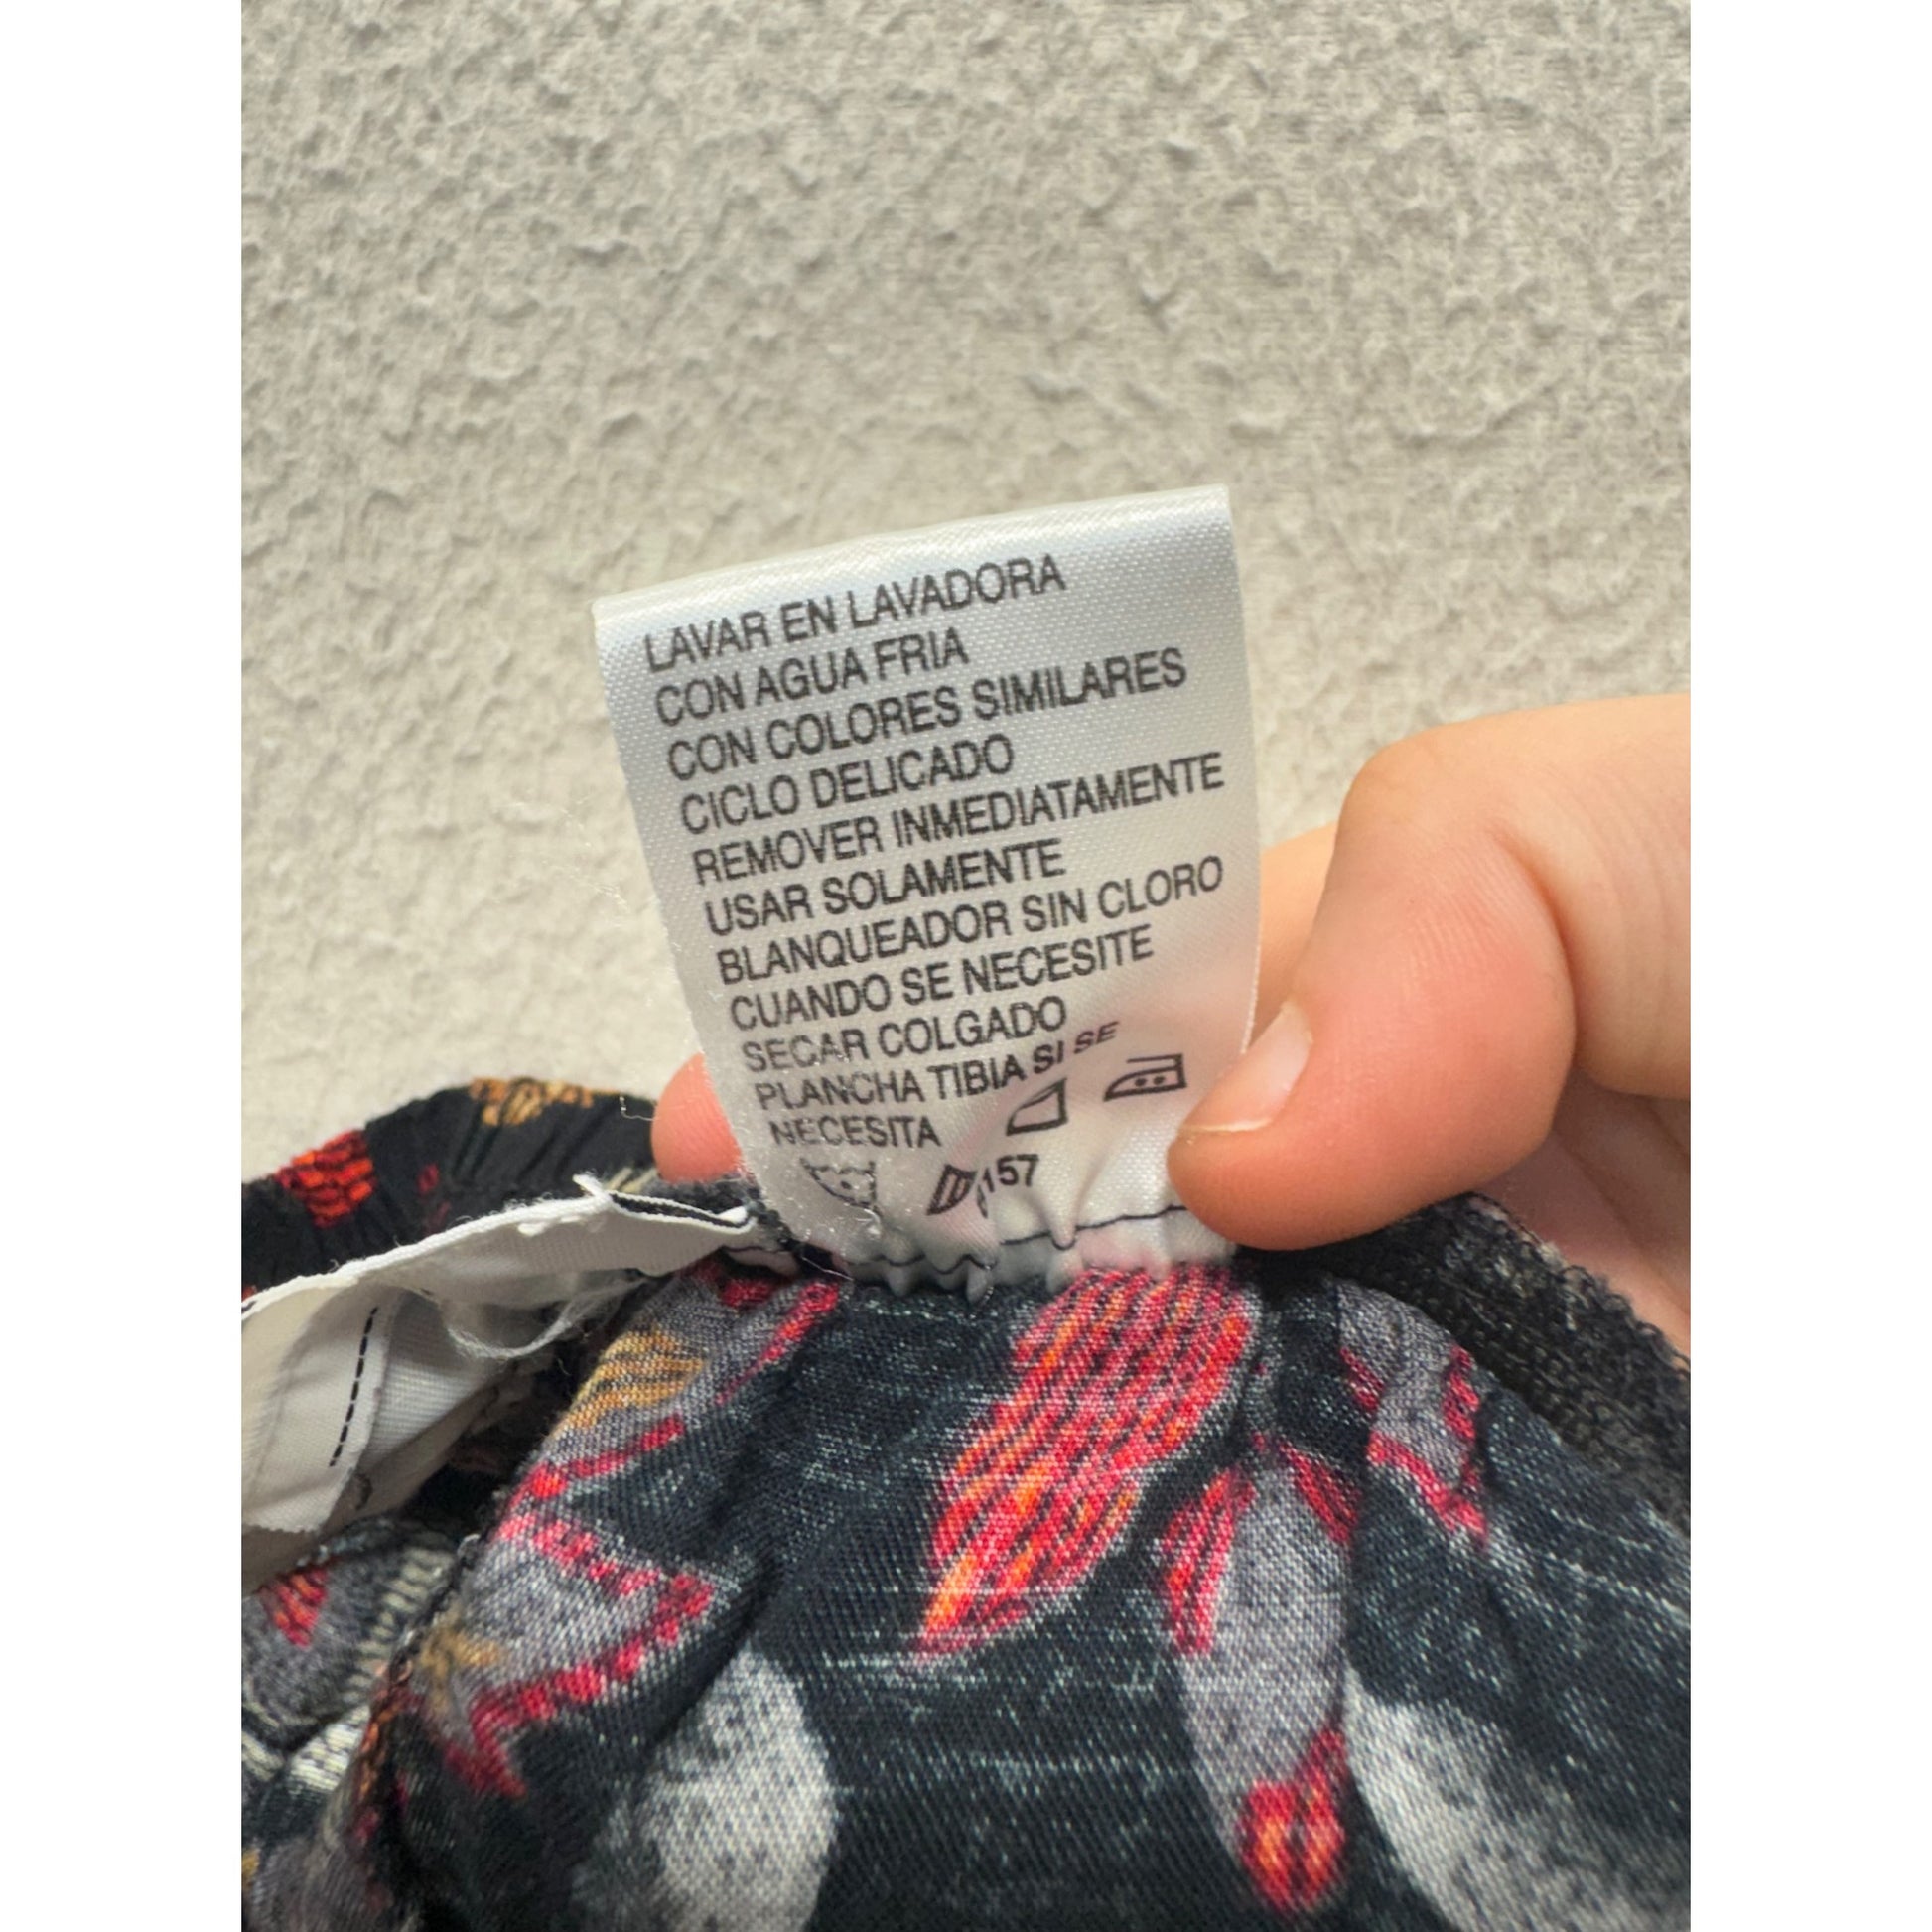 LAVAR EN LAVADORA
CON AGUA FRIA
CON COLORES SIMILARES
CICLO DELICADO
REMOVER INMEDIATAMENTE
USAR SOLAMENTE
BLANQUEADOR SIN CLORO
CUANDO SE NECESITE
SECAR COLGADO
PLANCHA TIBIA SI SE
NECESITA